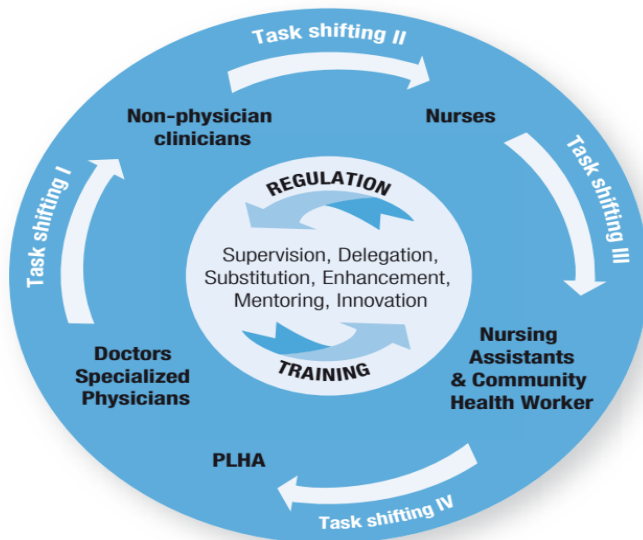 Task shifting II
Non-physician
clinicians
Nurses
Task shifting I
Task shifting III
REGULATION
Supervision, Delegation,
Substitution, Enhancement,
Mentoring, Innovation
TRAINING
Doctors
Specialized
Physicians
Nursing
Assistants
& Community
Health Worker
PLHA
Task shifting IV